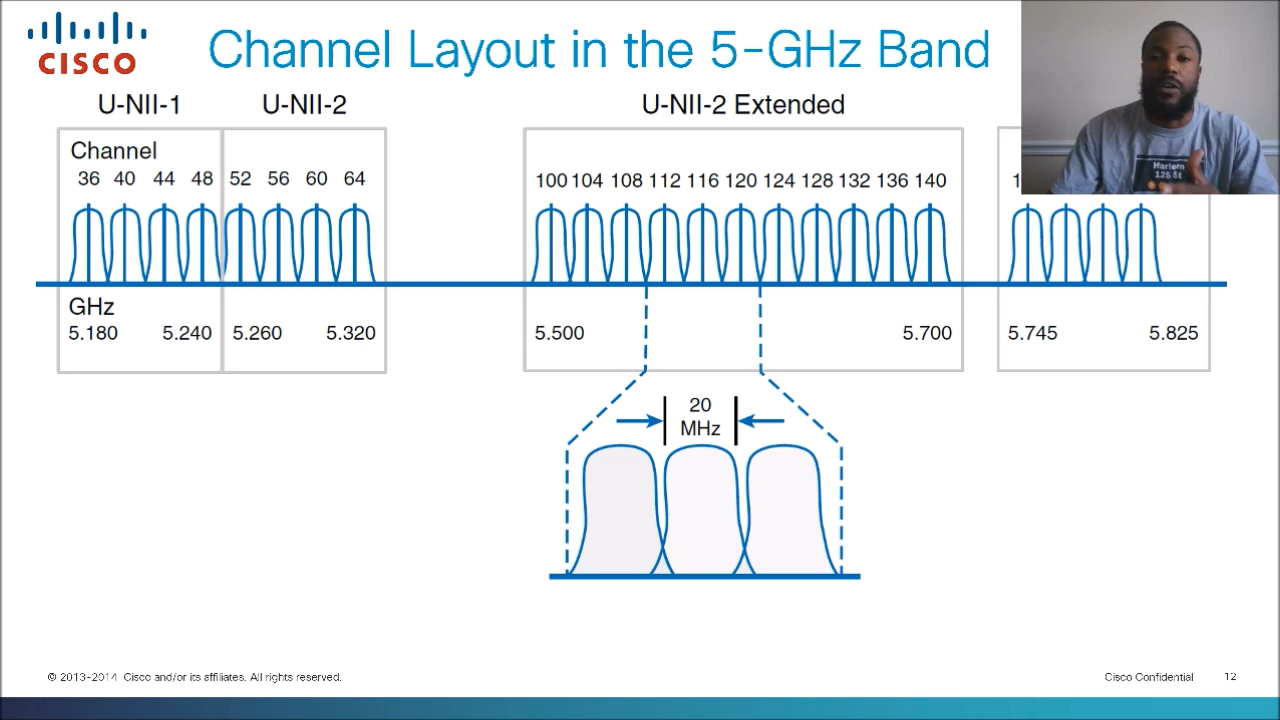 CISCO
Channel Layout in the 5-GHz Band
U-NII-1
U-NII-2
U-NII-2 Extended
Channel
36 40 44 48 52 56 60 64
100 104 108 112 116 120 124 128 132 136 140
GHz
5.180 5.240 5.260 5.320
5.500 5.700
5.745 5.825
20
MHz
Harlem
125 St
© 2013-2014 Cisco and/or its affiliates. All rights reserved.
Cisco Confidential
12